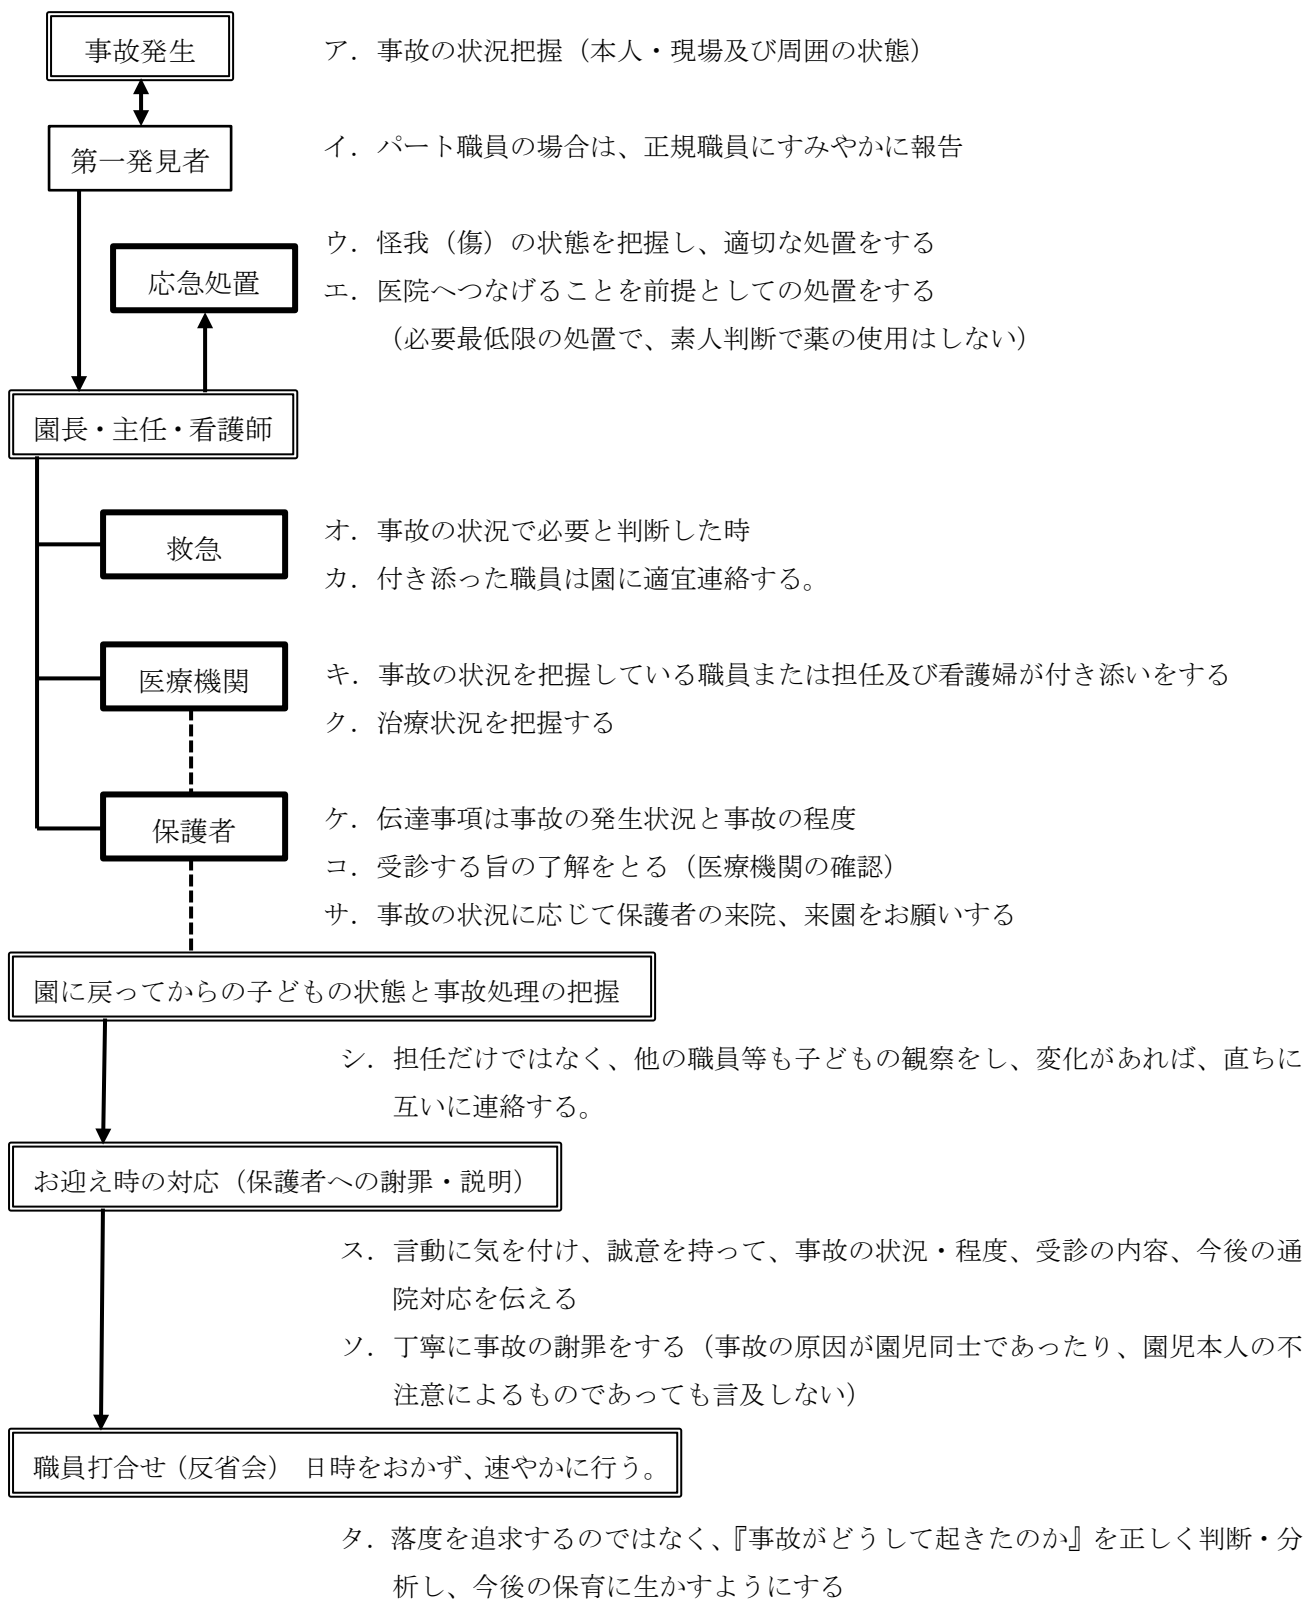 事故発生
ア．事故の状況把握（本人・現場及び周囲の状態）
第一発見者
イ．パート職員の場合は、正規職員にすみやかに報告
ウ．怪我（傷）の状態を把握し、適切な処置をする
応急処置
エ．医院へつなげることを前提としての処置をする
（必要最低限の処置で、素人判断で薬の使用はしない）
園長・主任・看護師
救急
オ．事故の状況で必要と判断した時
カ．付き添った職員は園に適宜連絡する。
医療機関
キ．事故の状況を把握している職員または担任及び看護婦が付き添いをする
ク．治療状況を把握する
保護者
ケ．伝達事項は事故の発生状況と事故の程度
コ．受診する旨の了解をとる（医療機関の確認）
サ．事故の状況に応じて保護者の来院、来園をお願いする
園に戻ってからの子どもの状態と事故処理の把握
シ．担任だけではなく、他の職員等も子どもの観察をし、変化があれば、直ちに
互いに連絡する。
お迎え時の対応（保護者への謝罪・説明）
ス．言動に気を付け、誠意を持って、事故の状況・程度、受診の内容、今後の通
院対応を伝える
ソ．丁寧に事故の謝罪をする（事故の原因が園児同士であったり、園児本人の不
注意によるものであっても言及しない）
職員打合せ（反省会）　日時をおかず、速やかに行う。
タ．落度を追求するのではなく、『事故がどうして起きたのか』を正しく判断・分
析し、今後の保育に生かすようにする